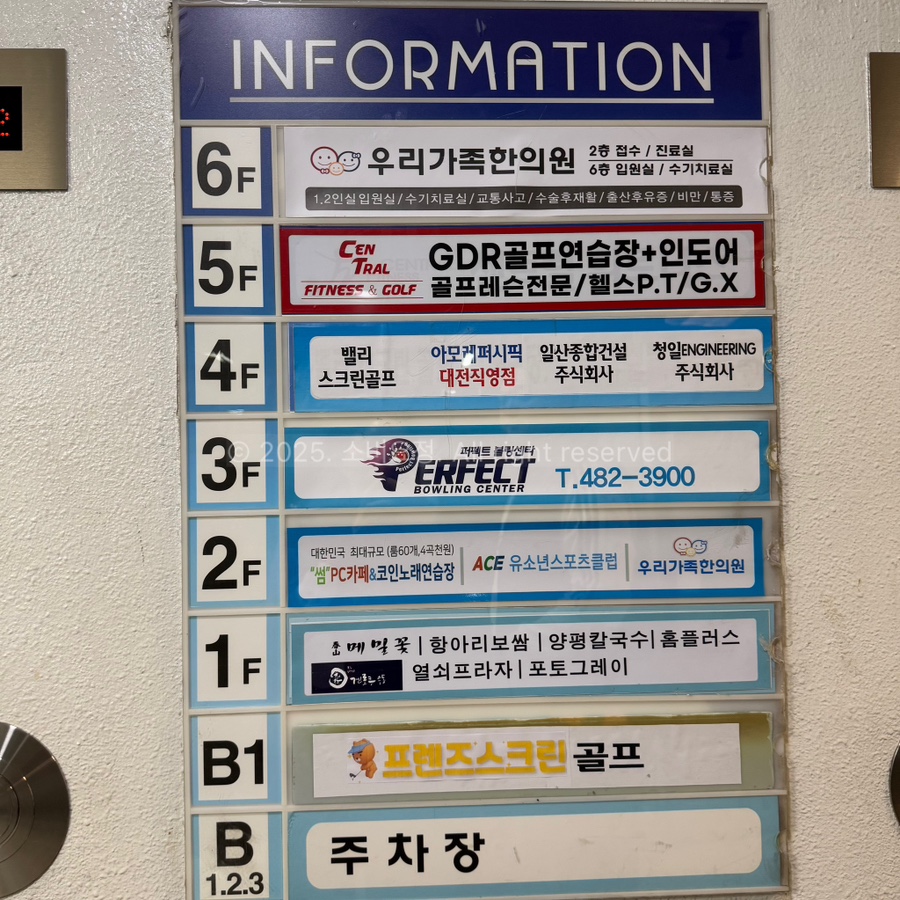 INFORMATION
6F
우리가족한의원
2층 접수 / 진료실
6층 입원실 / 수기치료실
1.2인실입원실/수기치료실/교통사고/수술후재활/출산후유증/비만/통증
5F
CENTRAL
FITNESS & GOLF
GDR골프연습장+인도어
골프레슨전문/헬스P.T/G.X
4F
밸리
스크린골프
아모레퍼시픽
대전직영점
일산종합건설
주식회사
청일ENGINEERING
주식회사
© 2025. All right reserved
3F
퍼펙트 볼링센타
PERFECT
BOWLING CENTER
T.482-3900
2F
대한민국 최대규모 (룸60개,4곡천원)
"썸"PC카페&코인노래연습장
ACE 유소년스포츠클럽
우리가족한의원
1F
메밀꽃 | 항아리보쌈 | 양평칼국수 | 홈플러스
열쇠프라자 | 포토그레이
B1
프렌즈스크린 골프
B
1.2.3
주차장
2